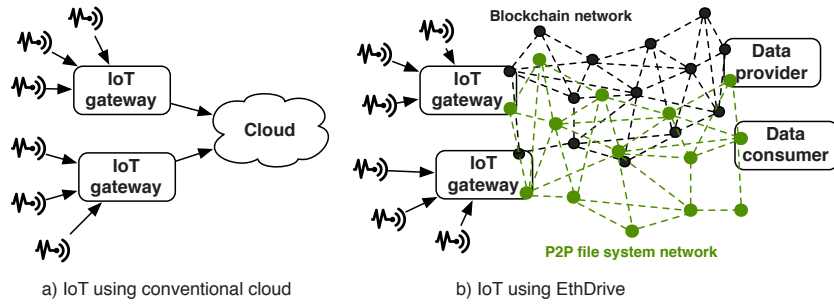 IoT
gateway
IoT
gateway
Cloud
a) IoT using conventional cloud
Blockchain network
IoT
gateway
Data
provider
Data
consumer
IoT
gateway
P2P file system network
b) IoT using EthDrive